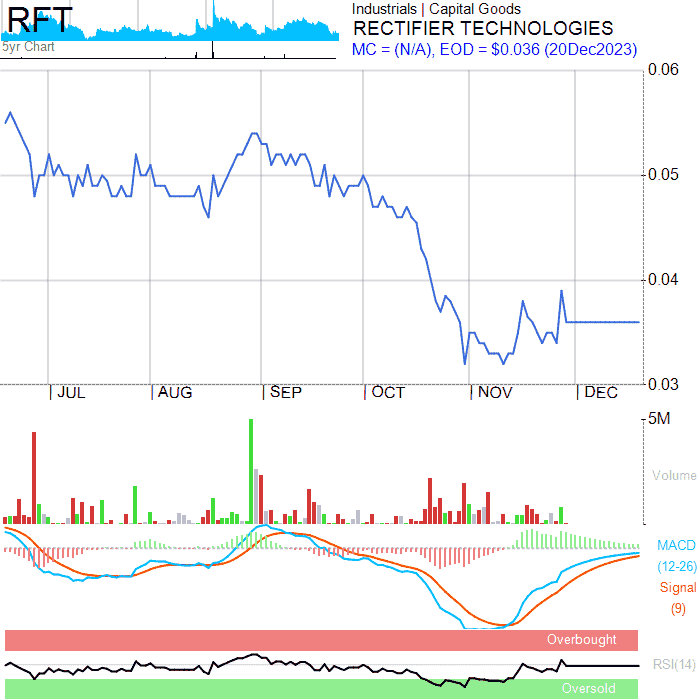 RFT
5yr Chart
Industrials | Capital Goods
RECTIFIER TECHNOLOGIES
MC = (N/A), EOD = $0.036 (20Dec2023)
0.06
0.05
0.04
0.03
JUL AUG SEP OCT NOV DEC
5M
Volume
MACD
(12-26)
Signal
(9)
Overbought
RSI(14)
Oversold